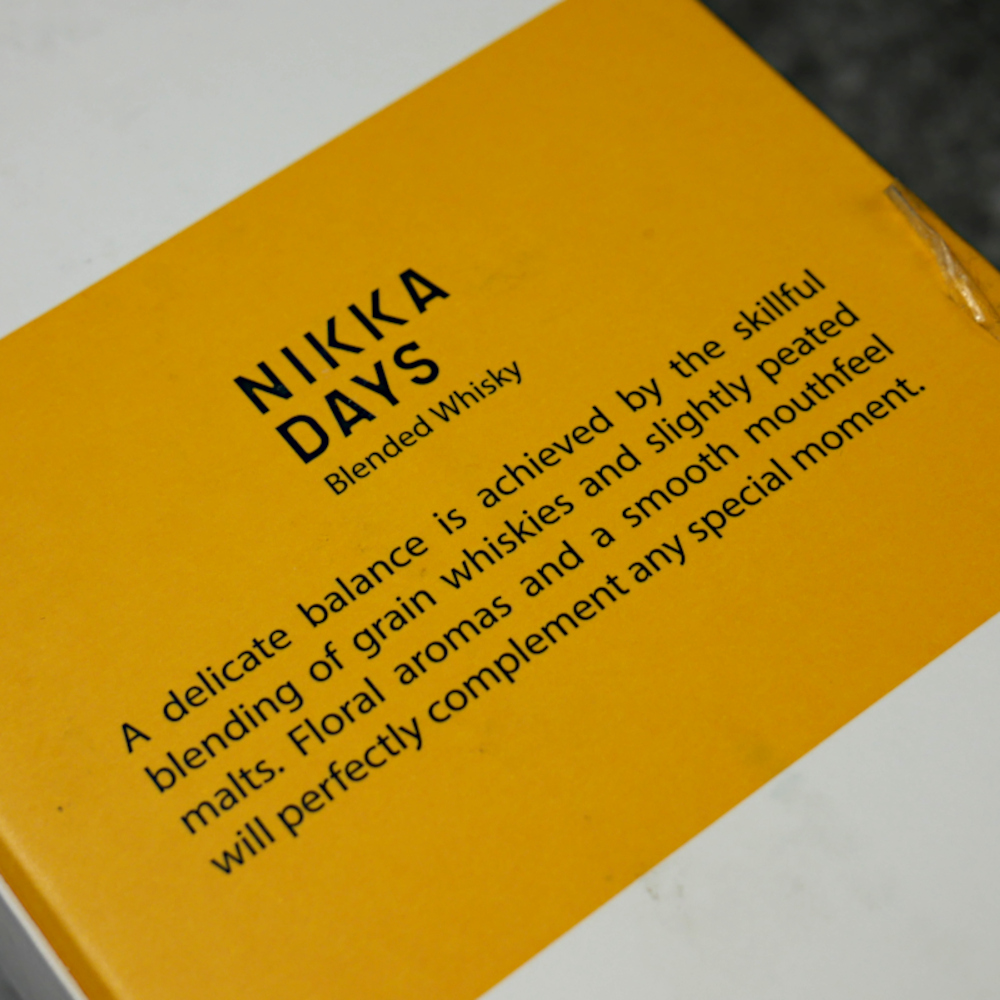 NIKKA
DAYS
Blended Whisky
A delicate balance is achieved by the skillful
blending of grain whiskies and slightly peated
malts. Floral aromas and a smooth mouthfeel
will perfectly complement any special moment.